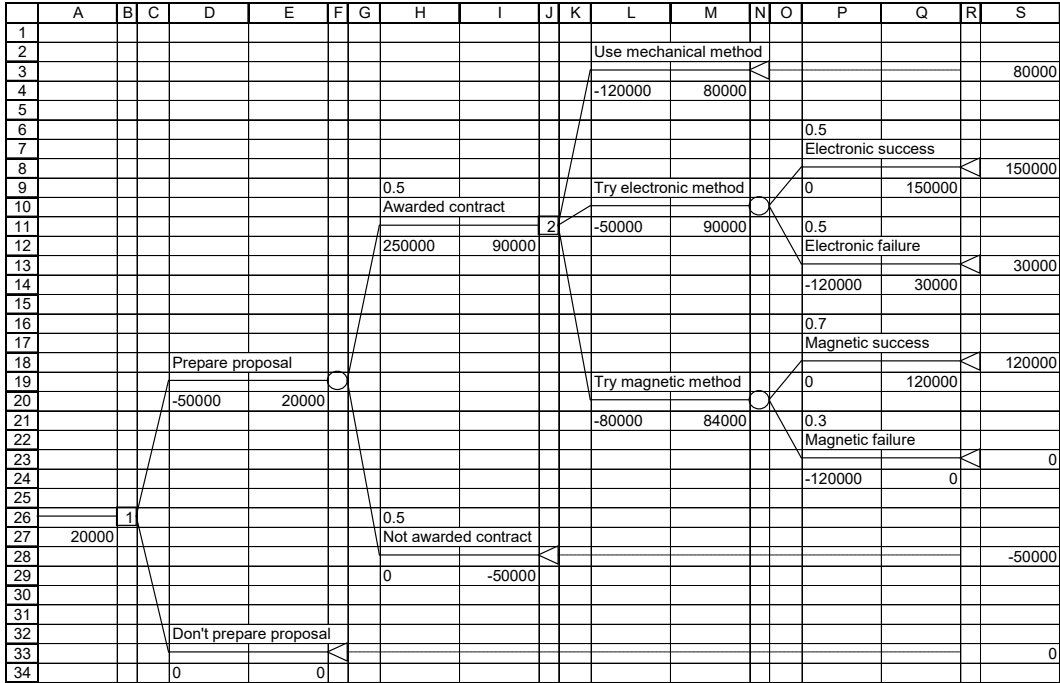 A B C D E F G H I J K L M N O P Q R S
1
2 Use mechanical method
3 80000
4 -120000 80000
5
6 0.5
7 Electronic success
8 150000
9 0.5 Try electronic method 0 150000
10 Awarded contract
11 2 -50000 90000 0.5
12 250000 90000 Electronic failure
13 30000
14 -120000 30000
15
16 0.7
17 Magnetic success
18 Prepare proposal 120000
19 Try magnetic method 0 120000
20 -50000 20000
21 -80000 84000 0.3
22 Magnetic failure
23 0
24 -120000 0
25
26 1 0.5
27 20000 Not awarded contract
28 -50000
29 0 -50000
30
31
32 Don't prepare proposal
33 0
34 0 0